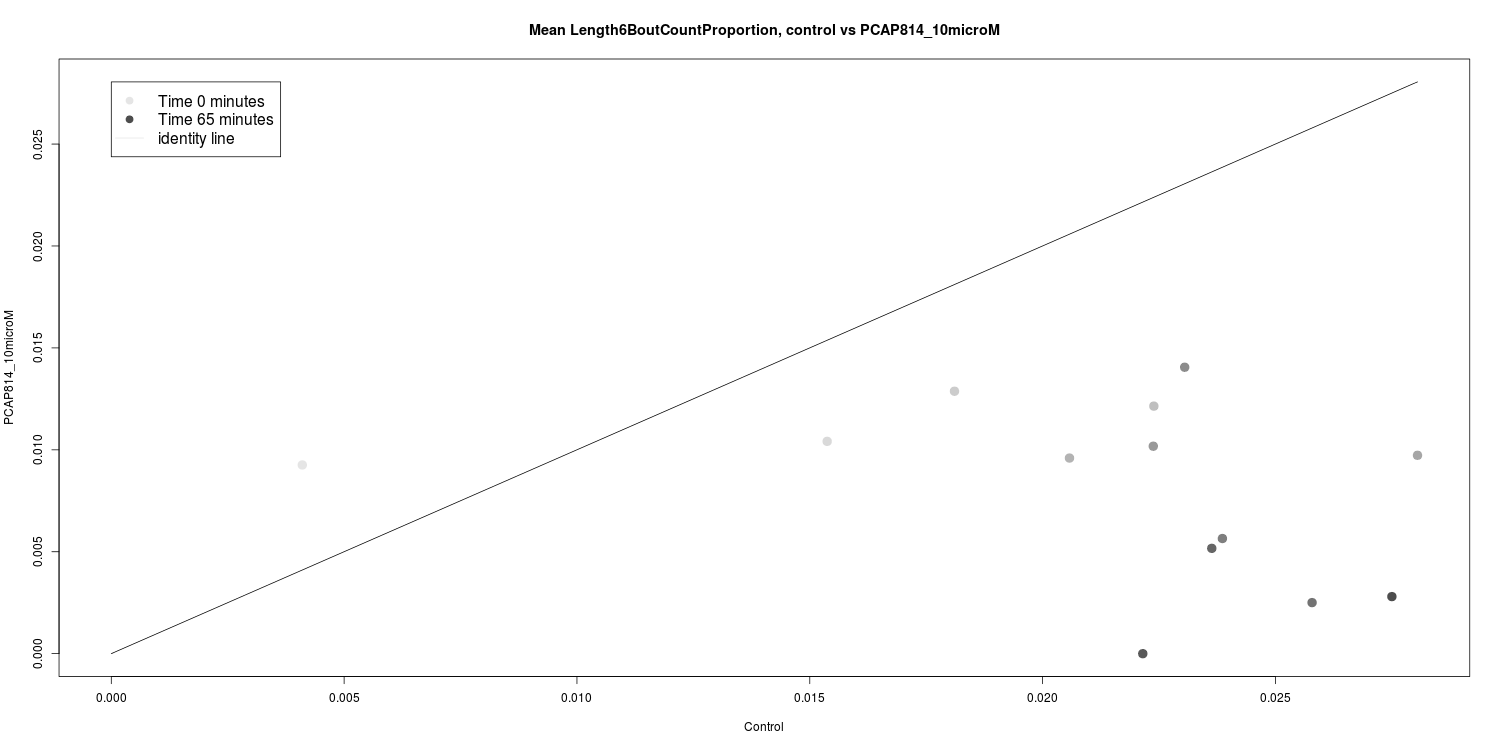 Mean Length6BoutCountProportion, control vs PCAP814_10microM
Time 0 minutes
Time 65 minutes
identity line
PCAP814_10microM
0.025
0.020
0.015
0.010
0.005
0.000
0.000 0.005 0.010 0.015 0.020 0.025
Control